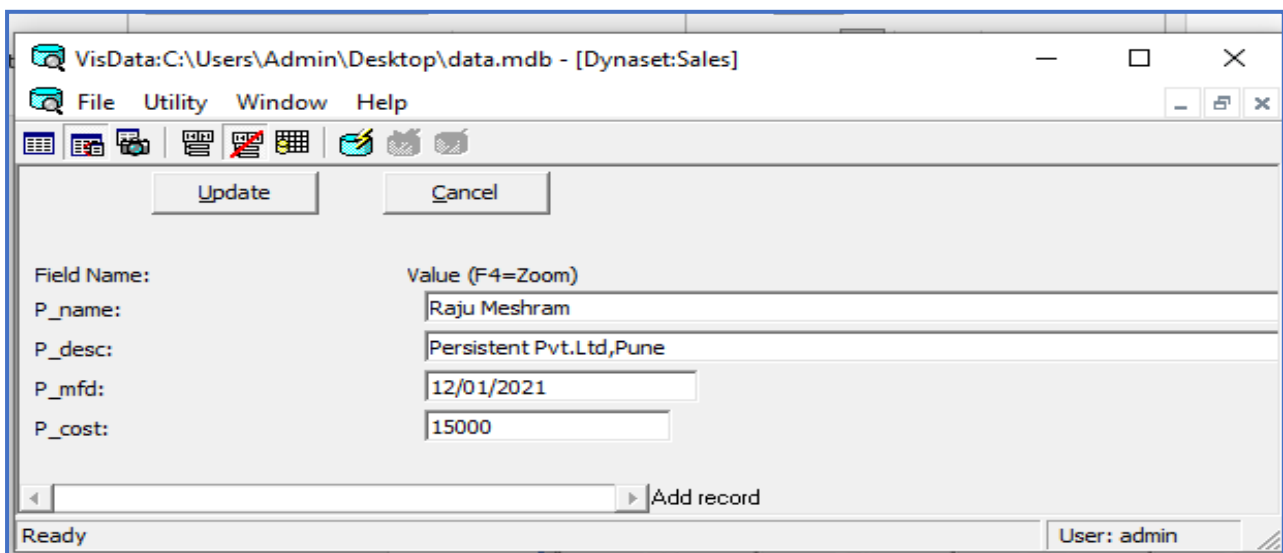 VisData:C:\Users\Admin\Desktop\data.mdb - [Dynaset:Sales]
File Utility Window Help
Update Cancel
Field Name: Value (F4=Zoom)
P_name: Raju Meshram
P_desc: Persistent Pvt.Ltd,Pune
P_mfd: 12/01/2021
P_cost: 15000
Add record
Ready User: admin